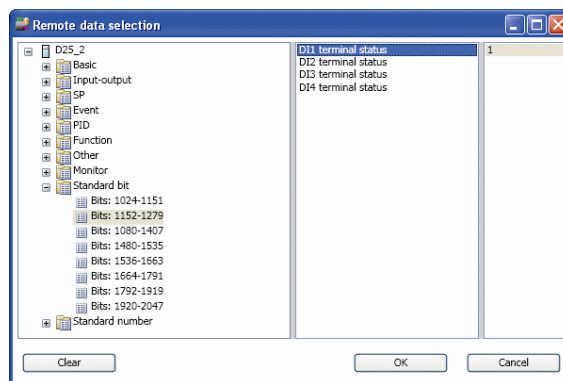 Remote data selection
D25_2
Basic
Input-output
SP
Event
PID
Function
Other
Monitor
Standard bit
Bits: 1024-1151
Bits: 1152-1279
Bits: 1080-1407
Bits: 1480-1535
Bits: 1536-1663
Bits: 1664-1791
Bits: 1792-1919
Bits: 1920-2047
Standard number
DI1 terminal status
DI2 terminal status
DI3 terminal status
DI4 terminal status
1
Clear
OK
Cancel